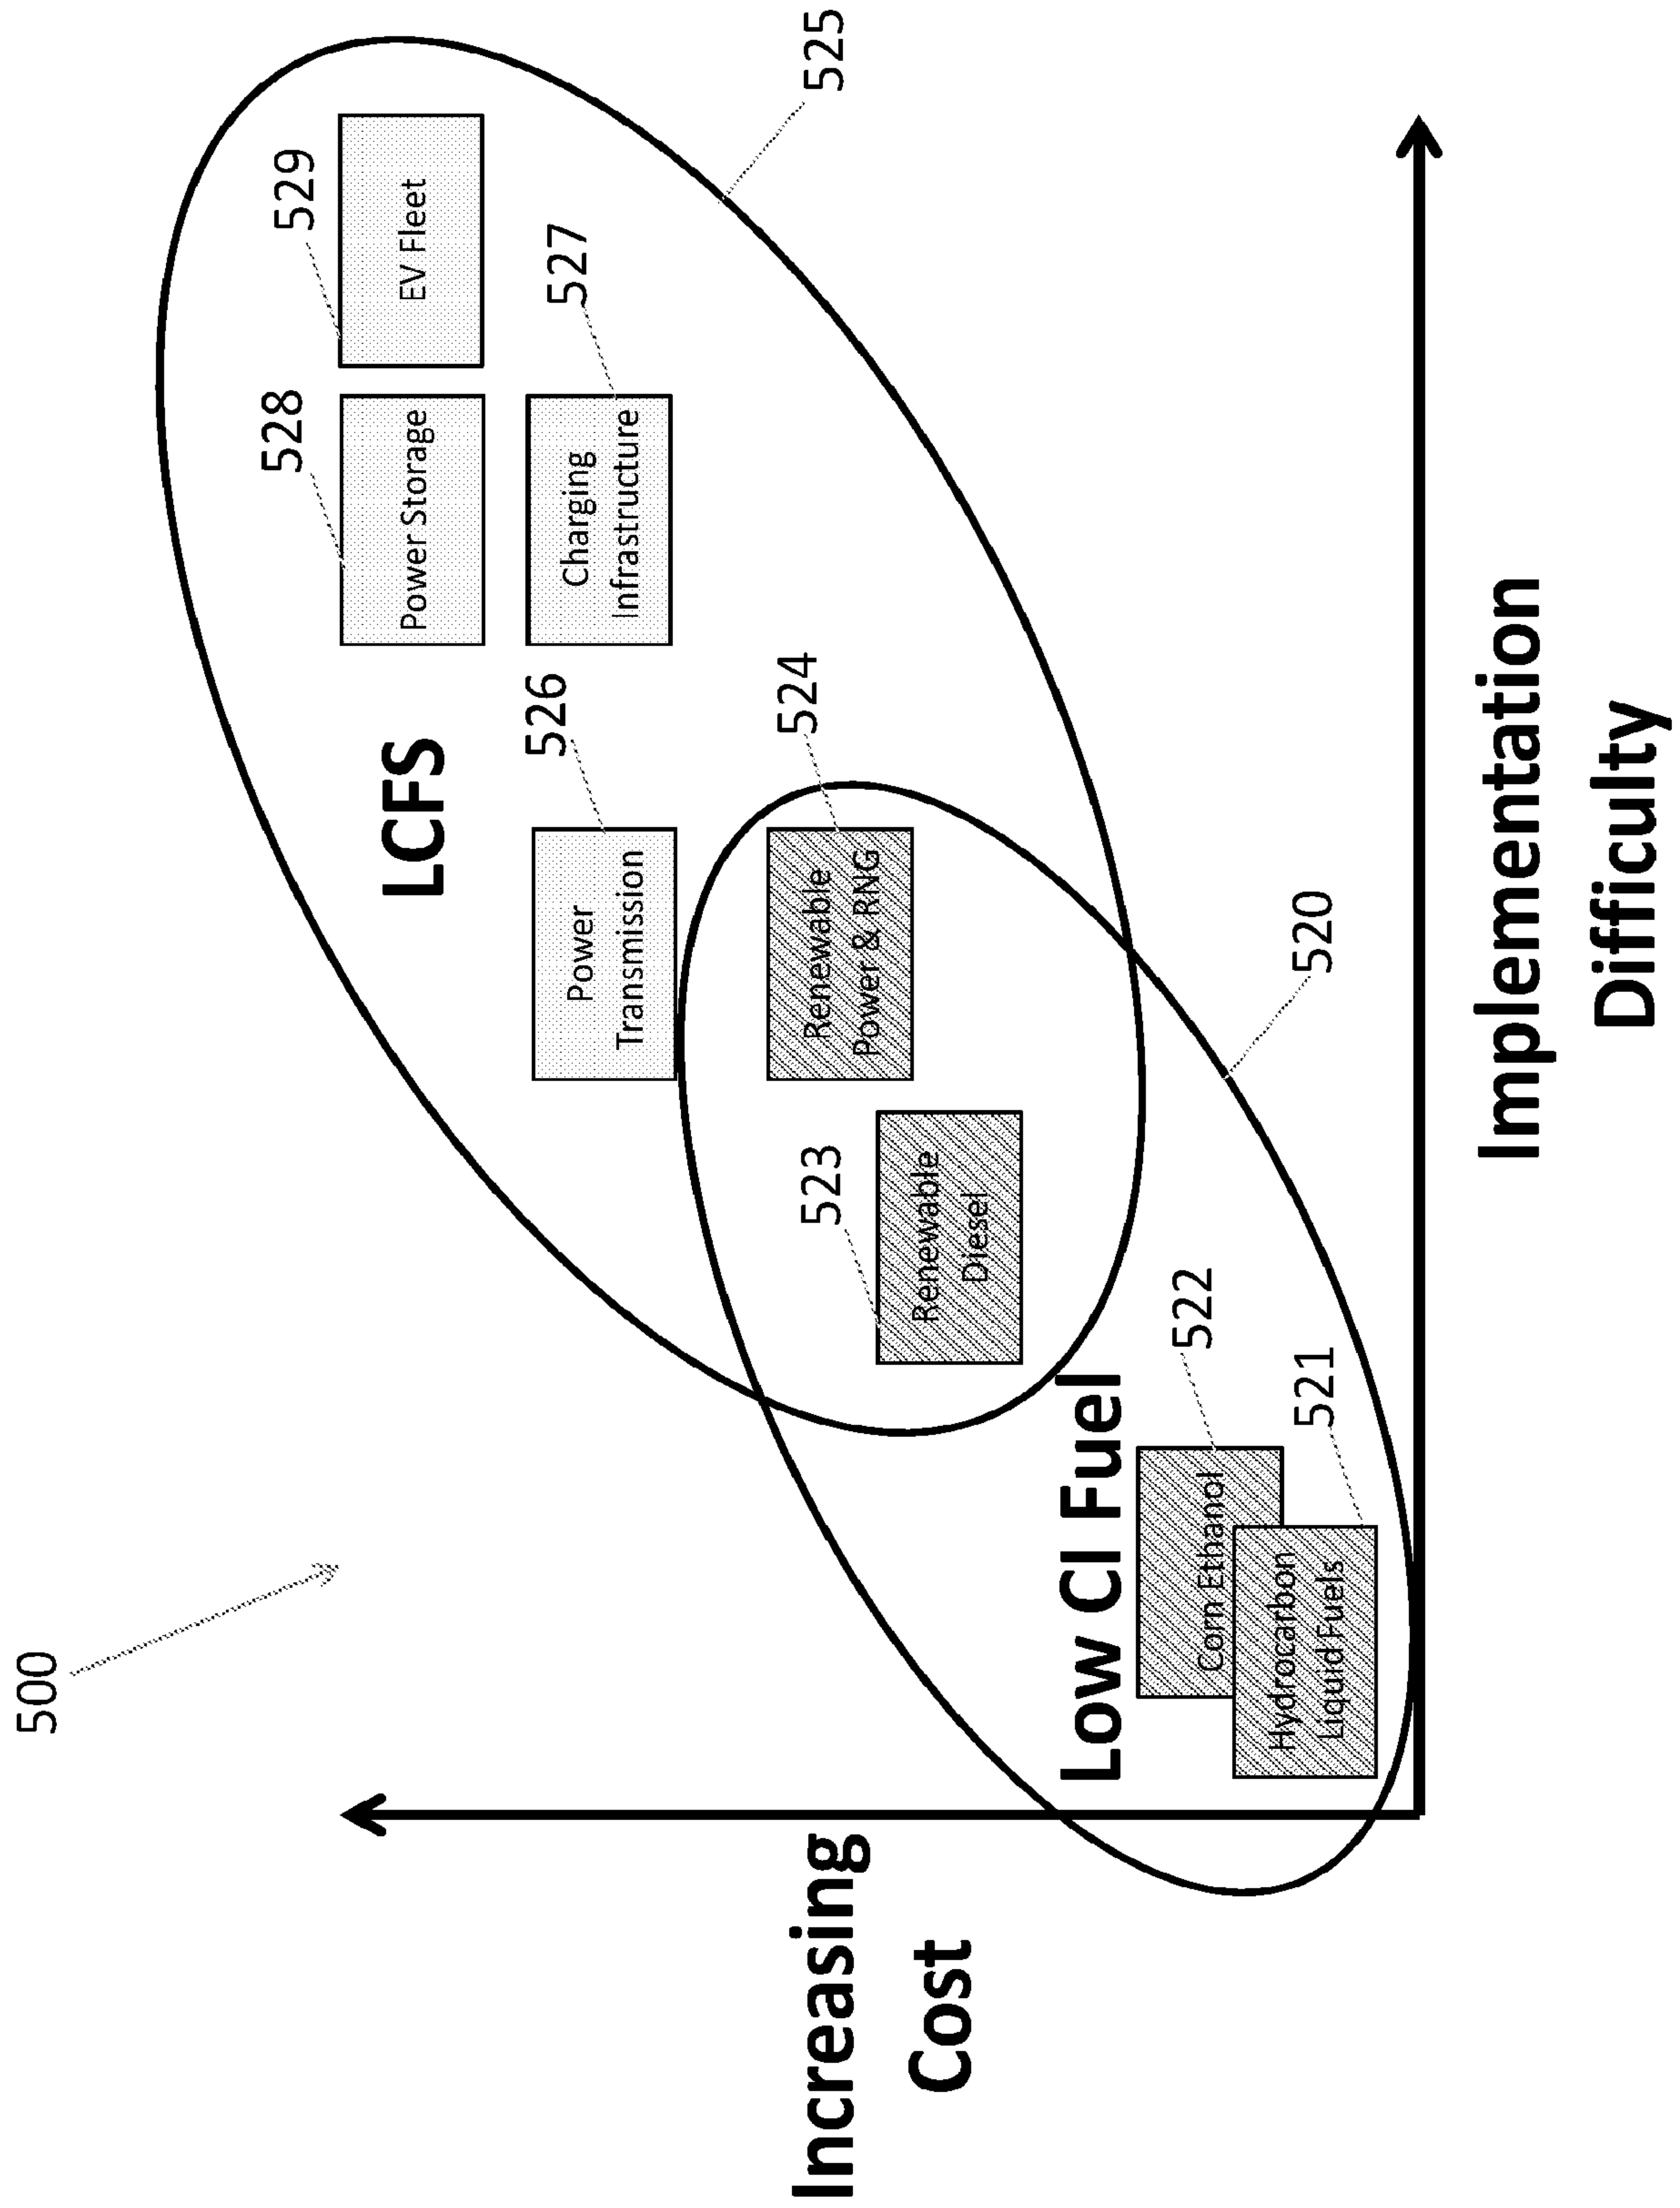 500
529
528
EV Fleet
Power Storage
LCFS
527
526
Charging
Infrastructure
Power
Transmission
525
524
Renewable
Power & RNG
523
Renewable
Diesel
Increasing
Cost
Low CI Fuel
522
Corn Ethanol
521
Hydrocarbon
Liquid Fuels
520
Implementation
Difficulty